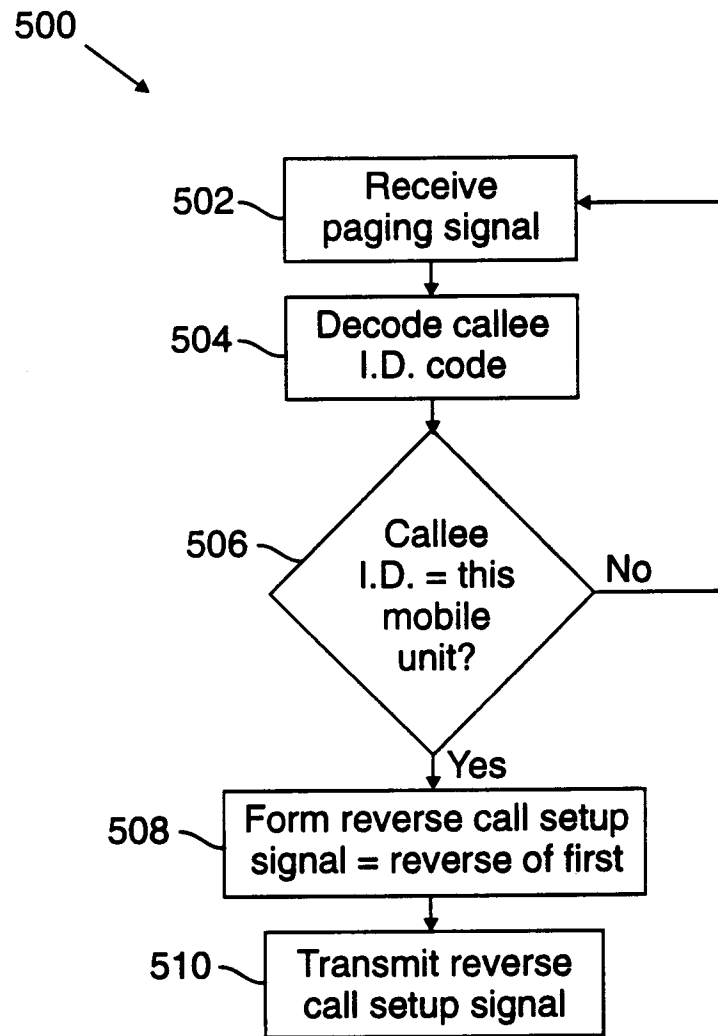 500
502
Receive
paging signal
504
Decode callee
I.D. code
506
Callee
I.D. = this
mobile
unit?
No
Yes
508
Form reverse call setup
signal = reverse of first
510
Transmit reverse
call setup signal